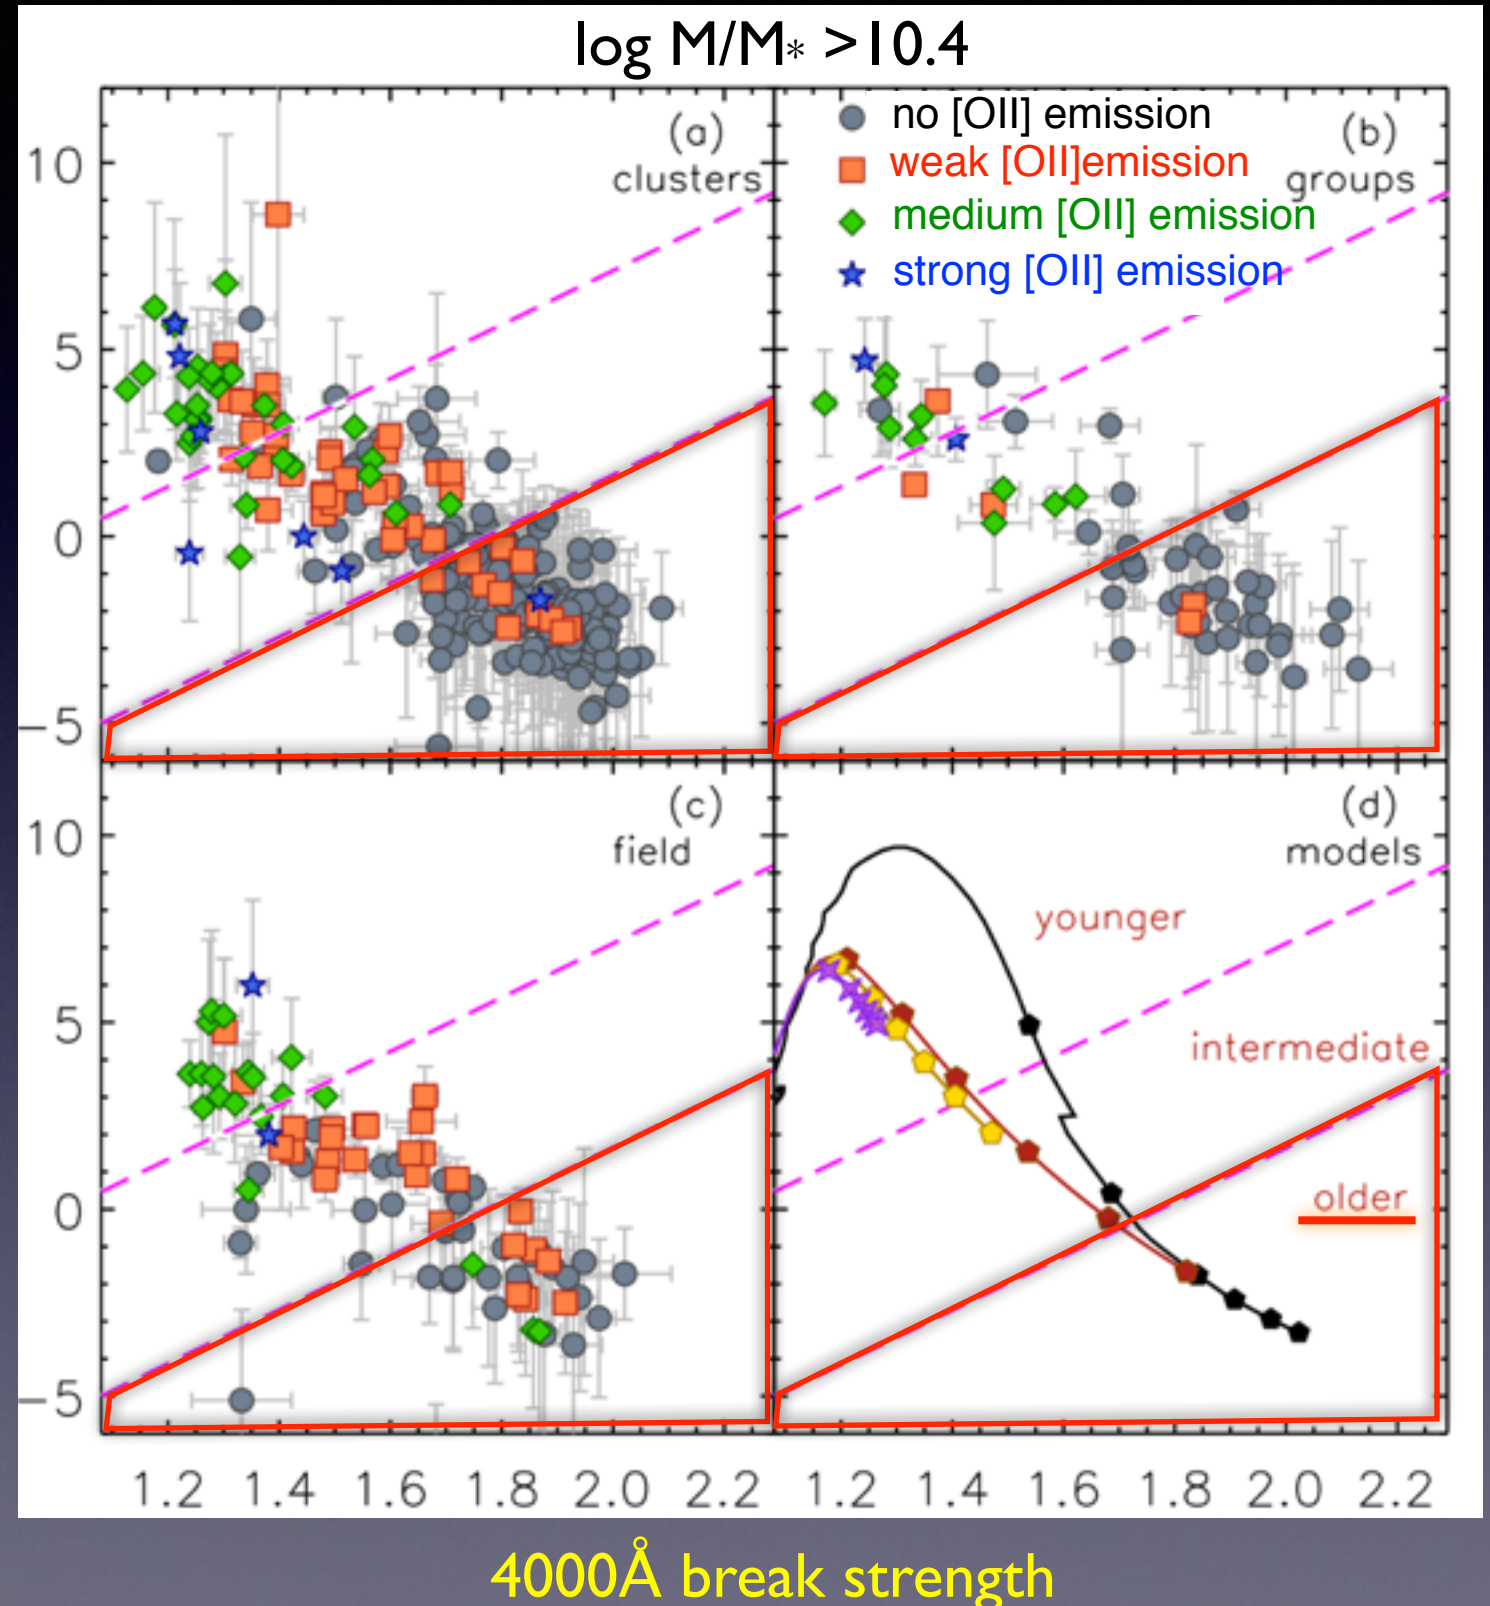 log M/M* >10.4
(a)
clusters
no [OII] emission
weak [OII]emission
medium [OII] emission
strong [OII] emission
(b)
groups
10
5
0
−5
(c)
field
(d)
models
younger
intermediate
older
10
5
0
−5
1.2 1.4 1.6 1.8 2.0 2.2 1.2 1.4 1.6 1.8 2.0 2.2
4000Å break strength